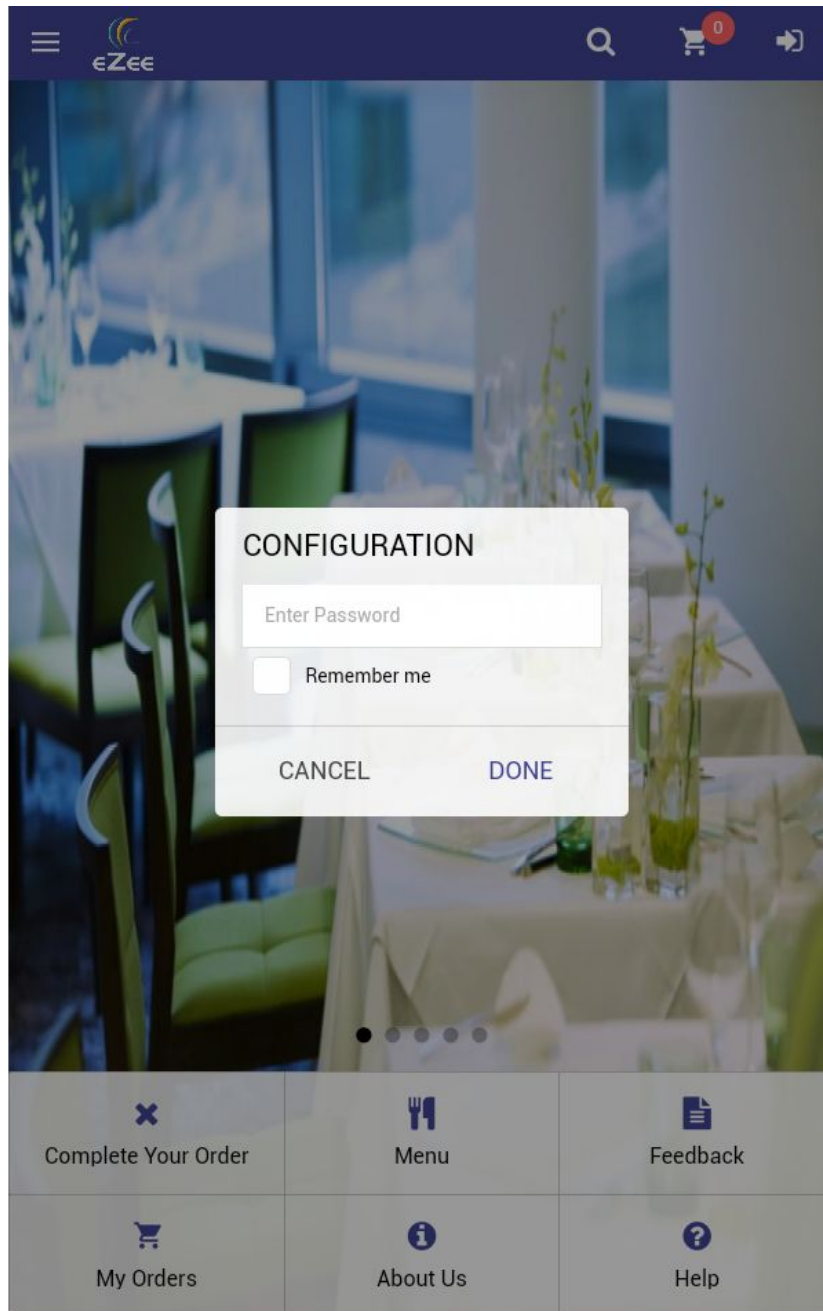 eZee
0
CONFIGURATION
Enter Password
Remember me
CANCEL DONE
Complete Your Order Menu Feedback
My Orders About Us Help